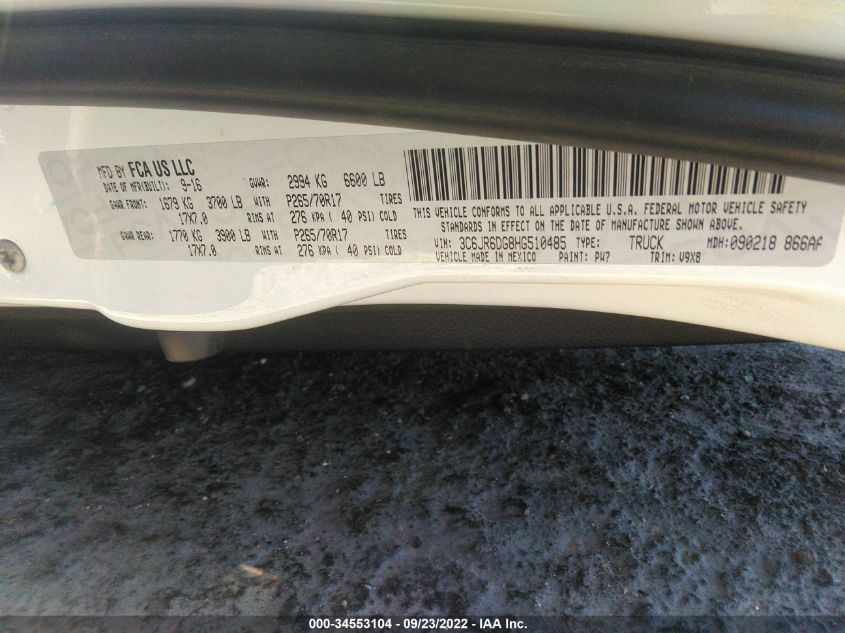 MFD BY FCA US LLC
DATE OF MFR(BUILT): 9-16 GVWR: 2994 KG 6600 LB
GAWR FRONT: 1679 KG 3700 LB WITH P265/70R17 TIRES
17X7.0 RIMS AT 276 KPA ( 40 PSI) COLD
GAWR REAR: 1770 KG 3900 LB WITH P265/70R17 TIRES
17X7.0 RIMS AT 276 KPA ( 40 PSI) COLD
THIS VEHICLE CONFORMS TO ALL APPLICABLE U.S.A. FEDERAL MOTOR VEHICLE SAFETY
STANDARDS IN EFFECT ON THE DATE OF MANUFACTURE SHOWN ABOVE.
VIN: 3C6JR6DG8HG510485 TYPE: TRUCK MDH: 090218 866AA
VEHICLE MADE IN MEXICO PAINT: PW7 TRIM: V9X8
000-34553104 - 09/23/2022 - IAA Inc.